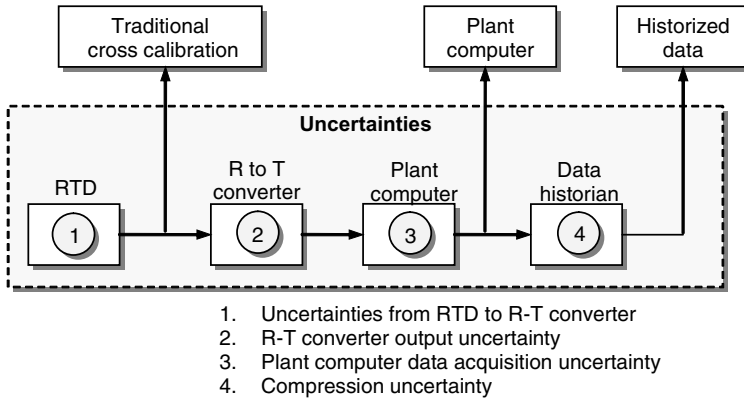 Traditional
cross calibration
Plant
computer
Historized
data
Uncertainties
RTD
R to T
converter
Plant
computer
Data
historian
1
2
3
4
1. Uncertainties from RTD to R-T converter
2. R-T converter output uncertainty
3. Plant computer data acquisition uncertainty
4. Compression uncertainty